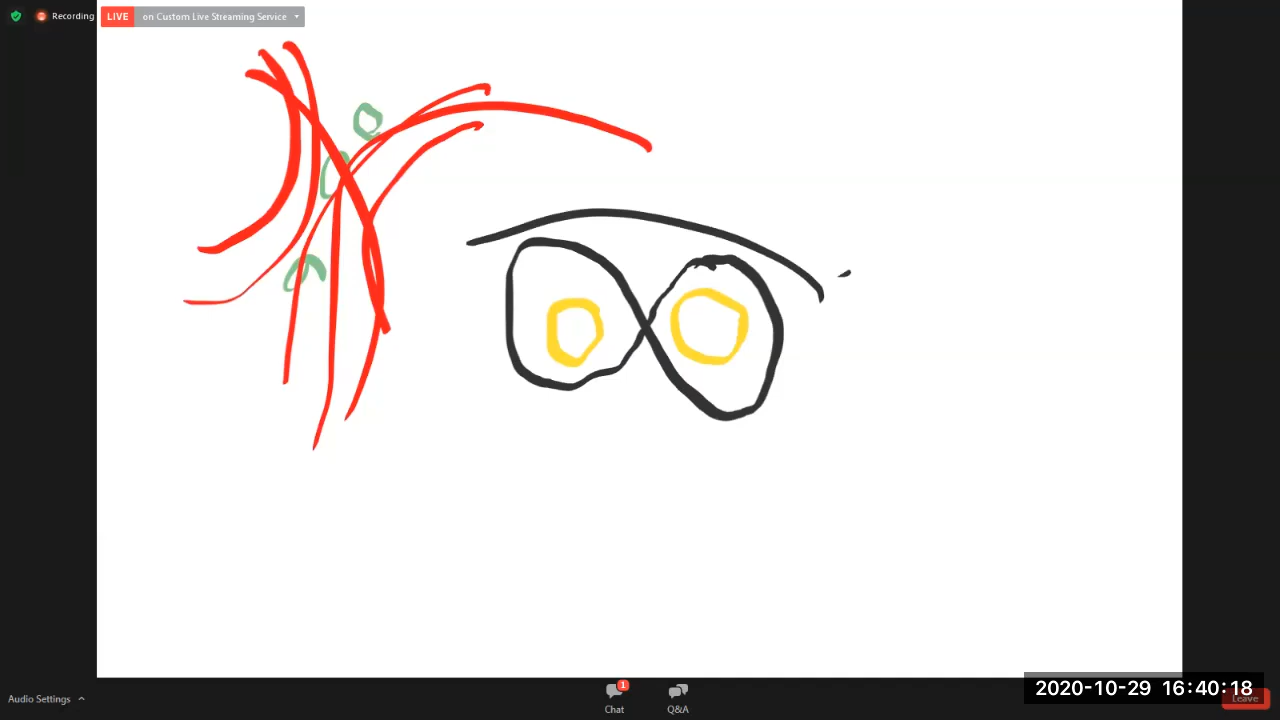 Recording
LIVE on Custom Live Streaming Service
Audio Settings
Chat
1
Q&A
2020-10-29 16:40:18
Leave